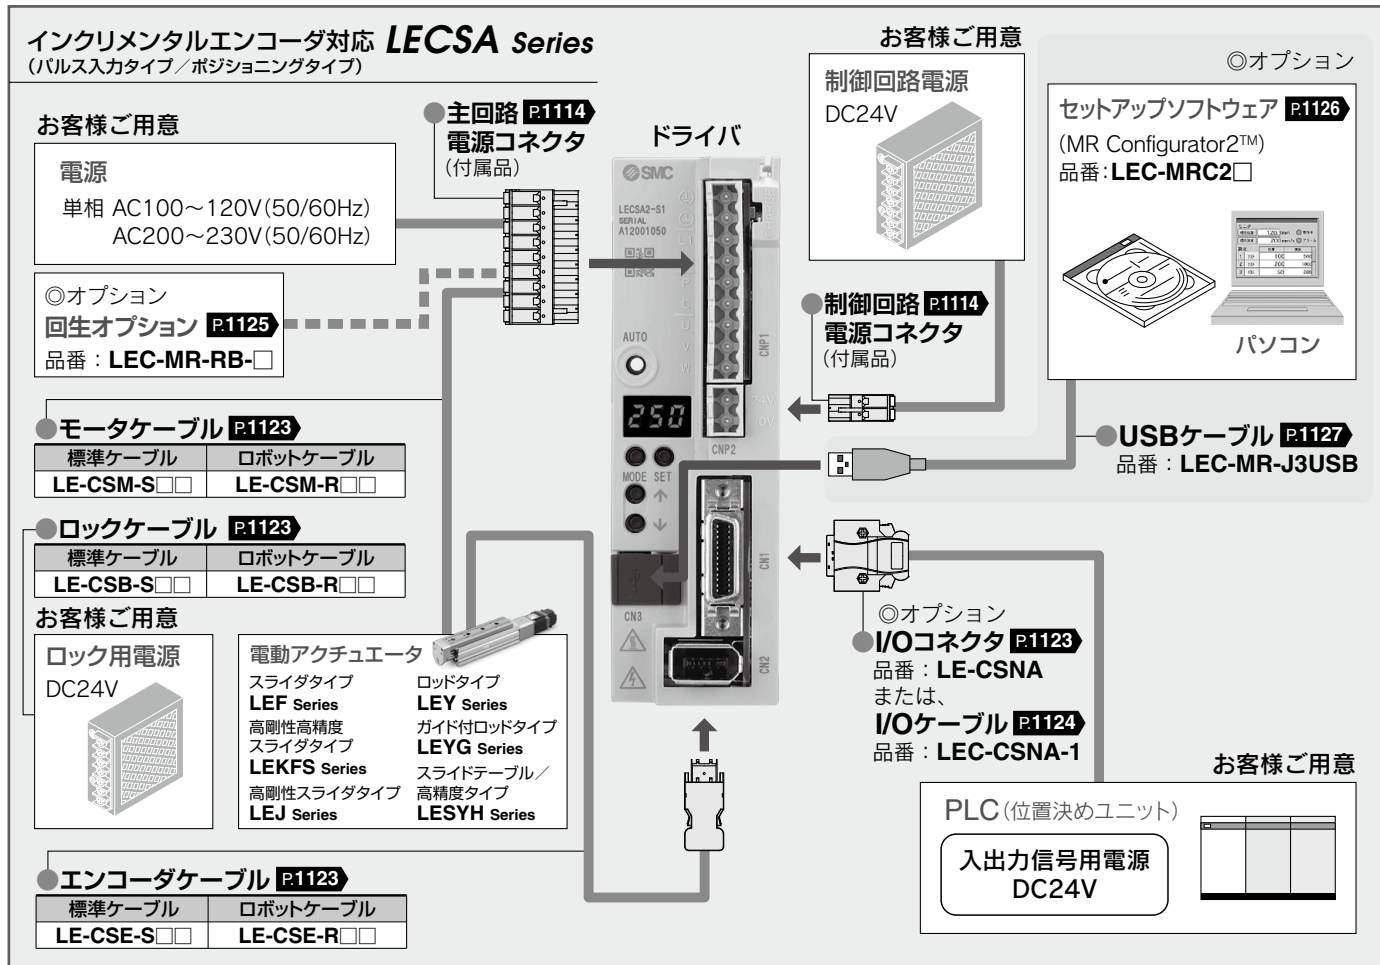 インクリメンタルエンコーダ対応 LECSA Series
（パルス入力タイプ／ポジショニングタイプ）
お客様ご用意
電源
単相 AC100～120V(50/60Hz)
AC200～230V(50/60Hz)
◎オプション
回生オプション P.1125
品番：LEC-MR-RB-□
●主回路 P.1114
電源コネクタ
(付属品)
ドライバ
SMC
LECSA2-S1
SERIAL
A12001050
AUTO
250
MODE SET
CNP1
24V
0V
CNP2
CN1
CN3
CN2
お客様ご用意
制御回路電源
DC24V
●制御回路 P.1114
電源コネクタ
(付属品)
◎オプション
セットアップソフトウェア P.1126
(MR Configurator2™)
品番：LEC-MRC2□
パソコン
●USBケーブル P.1127
品番：LEC-MR-J3USB
●モータケーブル P.1123
標準ケーブル ロボットケーブル
LE-CSM-S□□ LE-CSM-R□□
●ロックケーブル P.1123
標準ケーブル ロボットケーブル
LE-CSB-S□□ LE-CSB-R□□
お客様ご用意
ロック用電源
DC24V
電動アクチュエータ
スライダタイプ
LEF Series
高剛性高精度
スライダタイプ
LEKFS Series
高剛性スライダタイプ
LEJ Series
ロッドタイプ
LEY Series
ガイド付ロッドタイプ
LEYG Series
スライドテーブル／
高精度タイプ
LESYH Series
◎オプション
●I/Oコネクタ P.1123
品番：LE-CSNA
または、
I/Oケーブル P.1124
品番：LEC-CSNA-1
お客様ご用意
PLC(位置決めユニット)
入出力信号用電源
DC24V
●エンコーダケーブル P.1123
標準ケーブル ロボットケーブル
LE-CSE-S□□ LE-CSE-R□□